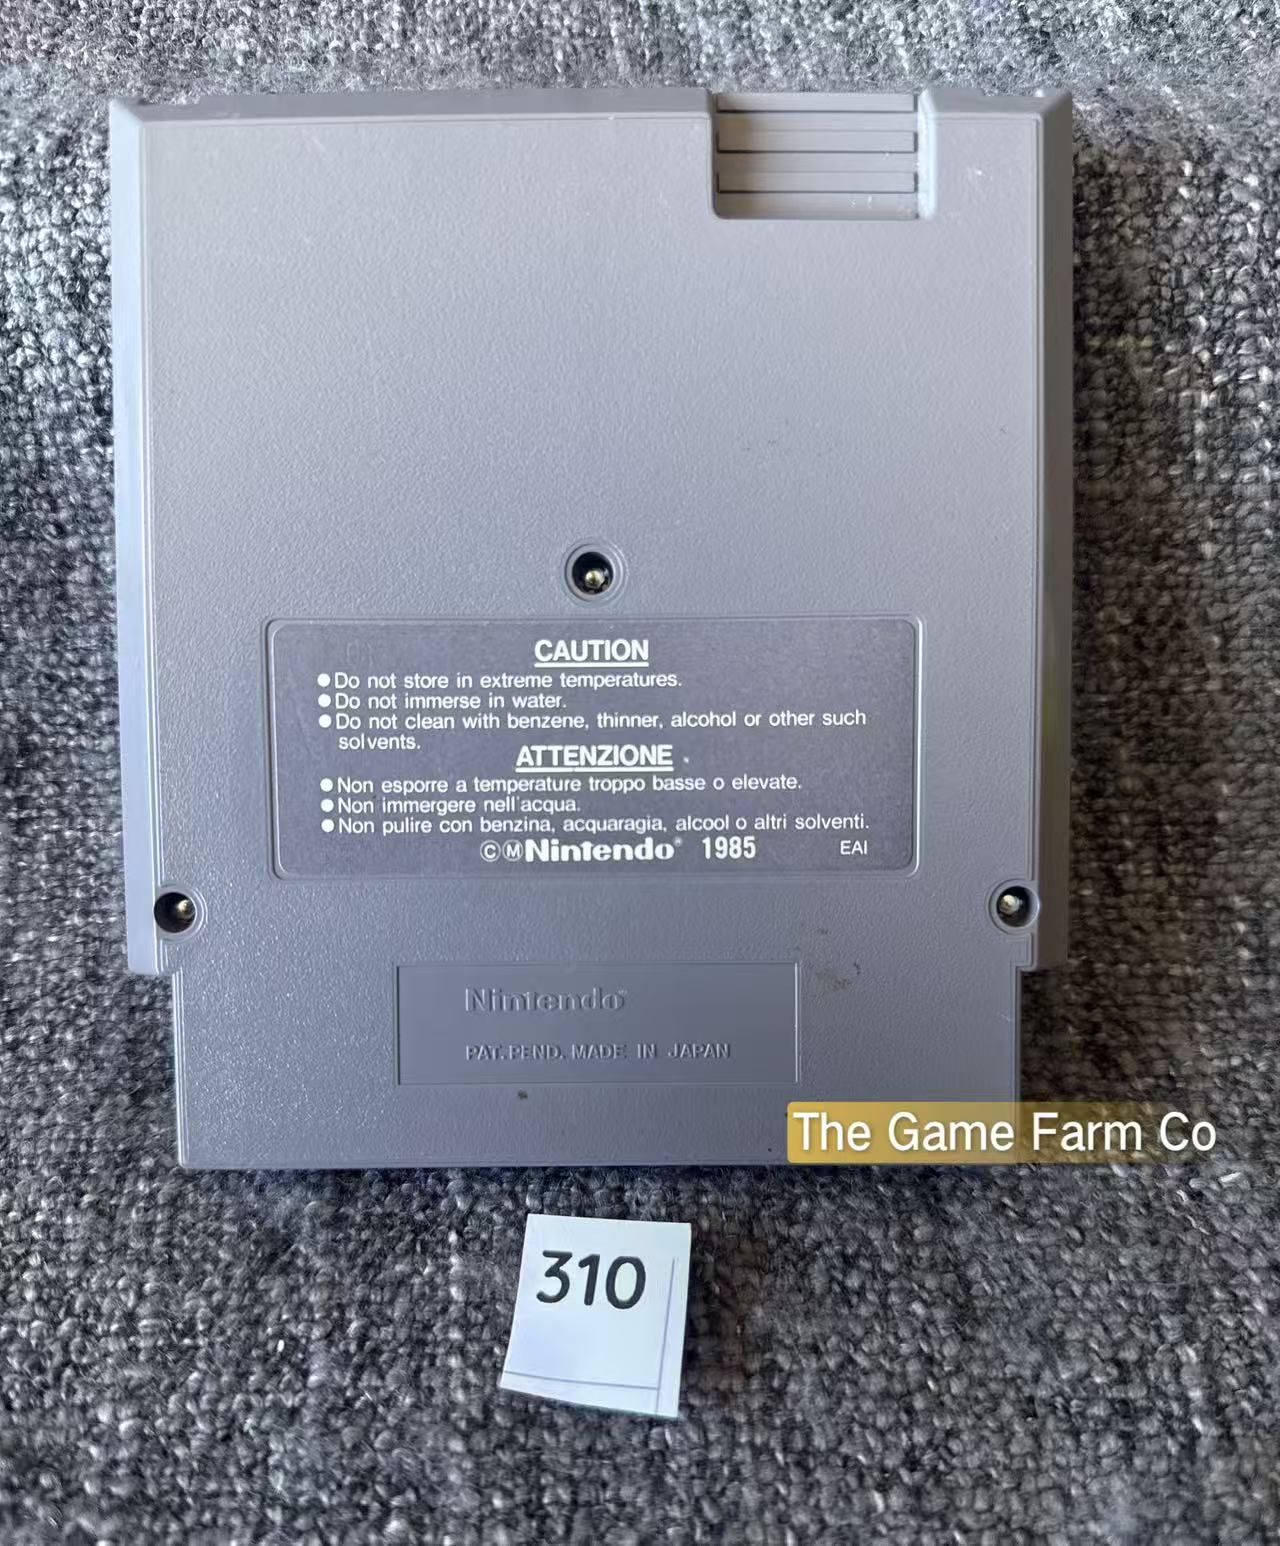 CAUTION
●Do not store in extreme temperatures.
●Do not immerse in water.
●Do not clean with benzene, thinner, alcohol or other such
solvents.
ATTENZIONE
●Non esporre a temperature troppo basse o elevate.
●Non immergere nell'acqua.
●Non pulire con benzina, acquaragia, alcool o altri solventi.
©ⓂNintendo® 1985 EAI
Nintendo®
PAT. PEND. MADE IN JAPAN
The Game Farm Co
310